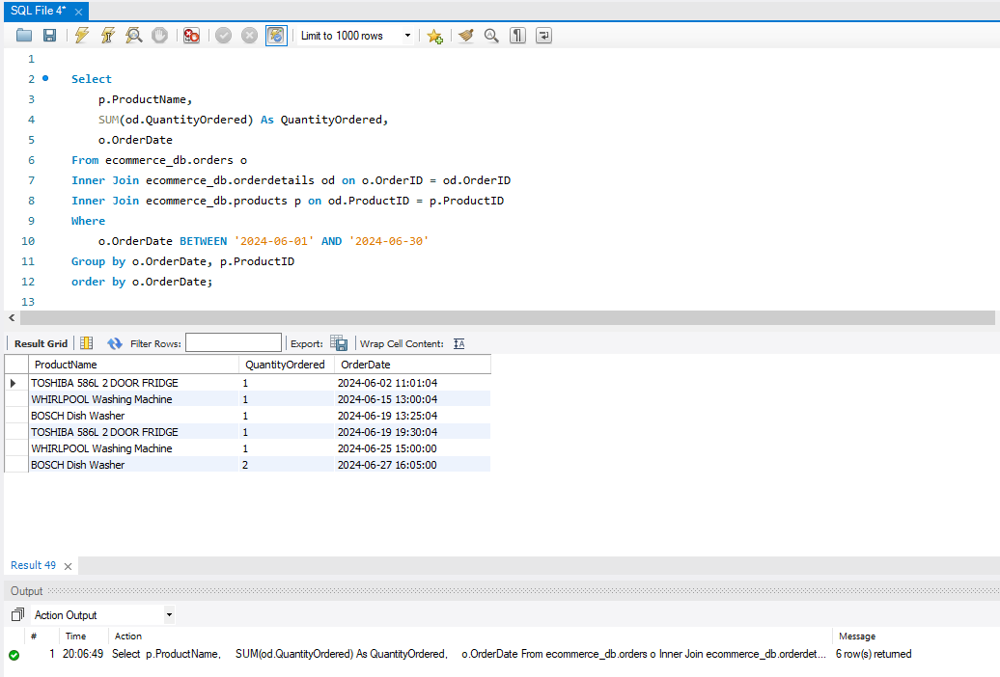 SQL File 4*
Limit to 1000 rows
1
2 Select
3 p.ProductName,
4 SUM(od.QuantityOrdered) As QuantityOrdered,
5 o.OrderDate
6 From ecommerce_db.orders o
7 Inner Join ecommerce_db.orderdetails od on o.OrderID = od.OrderID
8 Inner Join ecommerce_db.products p on od.ProductID = p.ProductID
9 Where
10 o.OrderDate BETWEEN '2024-06-01' AND '2024-06-30'
11 Group by o.OrderDate, p.ProductID
12 order by o.OrderDate;
13
Result Grid Filter Rows: Export: Wrap Cell Content: IA
ProductName QuantityOrdered OrderDate
TOSHIBA 586L 2 DOOR FRIDGE 1 2024-06-02 11:01:04
WHIRLPOOL Washing Machine 1 2024-06-15 13:00:04
BOSCH Dish Washer 1 2024-06-19 13:25:04
TOSHIBA 586L 2 DOOR FRIDGE 1 2024-06-19 19:30:04
WHIRLPOOL Washing Machine 1 2024-06-25 15:00:00
BOSCH Dish Washer 2 2024-06-27 16:05:00
Result 49
Output
Action Output
# Time Action Message
1 20:06:49 Select p.ProductName, SUM(od.QuantityOrdered) As QuantityOrdered, o.OrderDate From ecommerce_db.orders o Inner Join ecommerce_db.orderdet... 6 row(s) returned